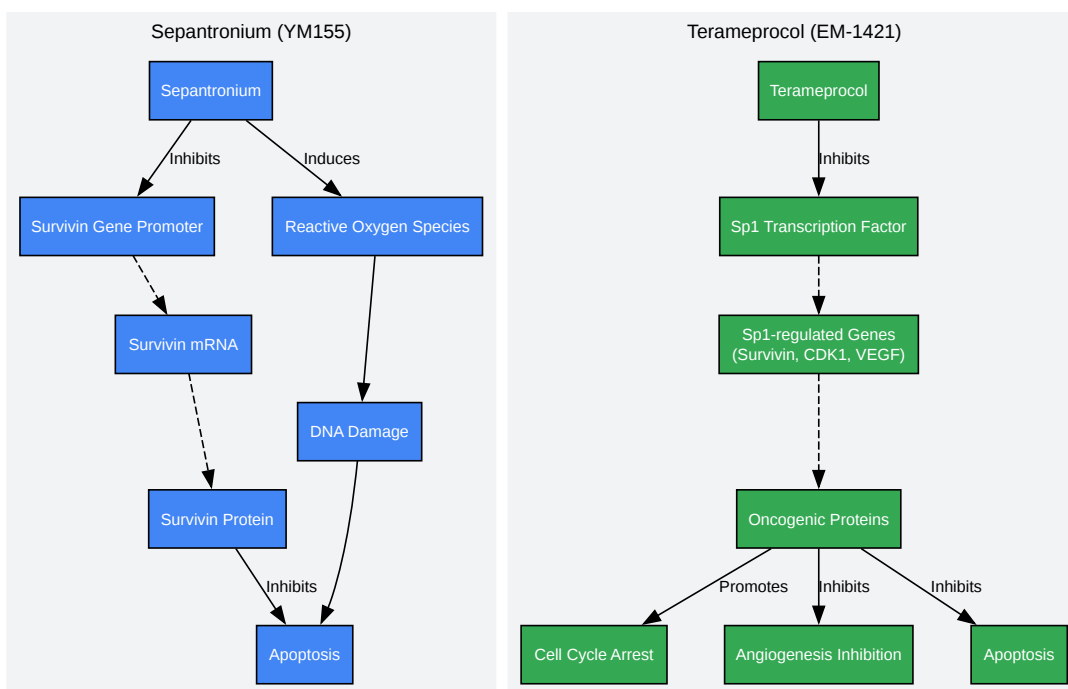 Sepantronium (YM155)
Sepantronium
Inhibits
Induces
Survivin Gene Promoter
Reactive Oxygen Species
Survivin mRNA
DNA Damage
Survivin Protein
Inhibits
Apoptosis
Terameprocol (EM-1421)
Terameprocol
Inhibits
Sp1 Transcription Factor
Sp1-regulated Genes
(Survivin, CDK1, VEGF)
Oncogenic Proteins
Promotes
Inhibits
Inhibits
Cell Cycle Arrest
Angiogenesis Inhibition
Apoptosis